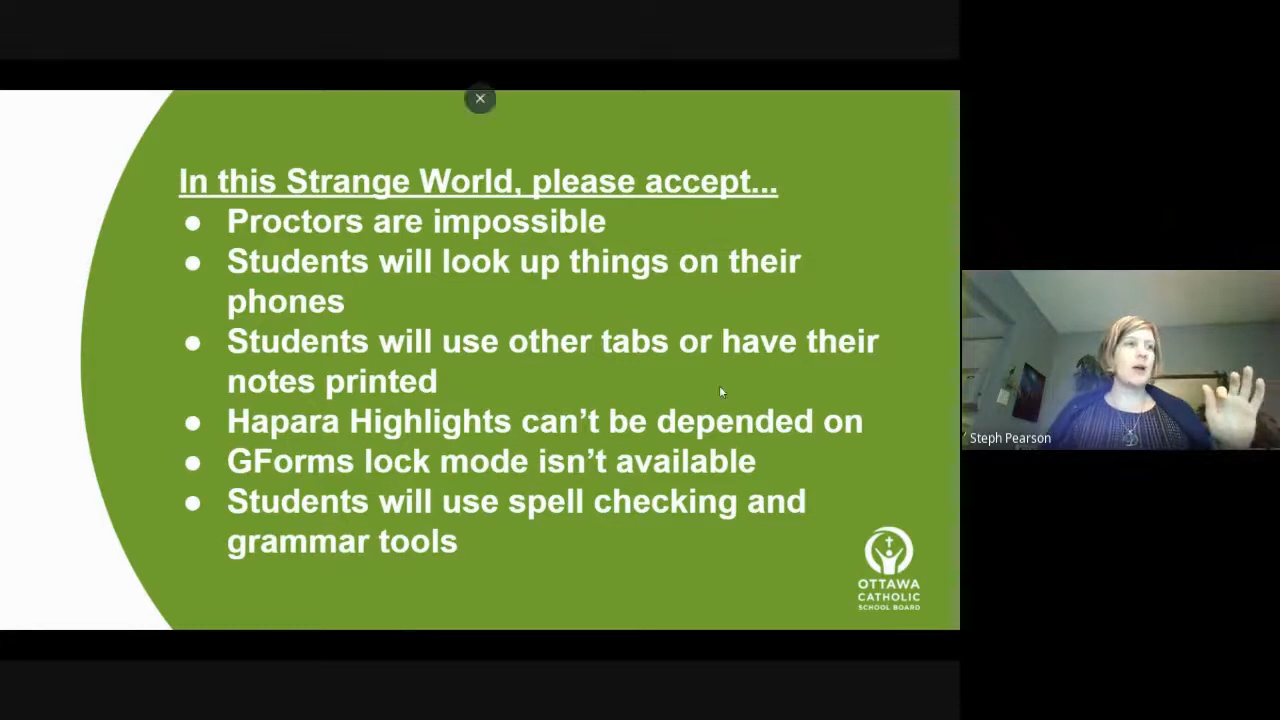 In this Strange World, please accept...
● Proctors are impossible
● Students will look up things on their
phones
● Students will use other tabs or have their
notes printed
● Hapara Highlights can't be depended on
● GForms lock mode isn't available
● Students will use spell checking and
grammar tools
OTTAWA
CATHOLIC
SCHOOL BOARD
Steph Pearson